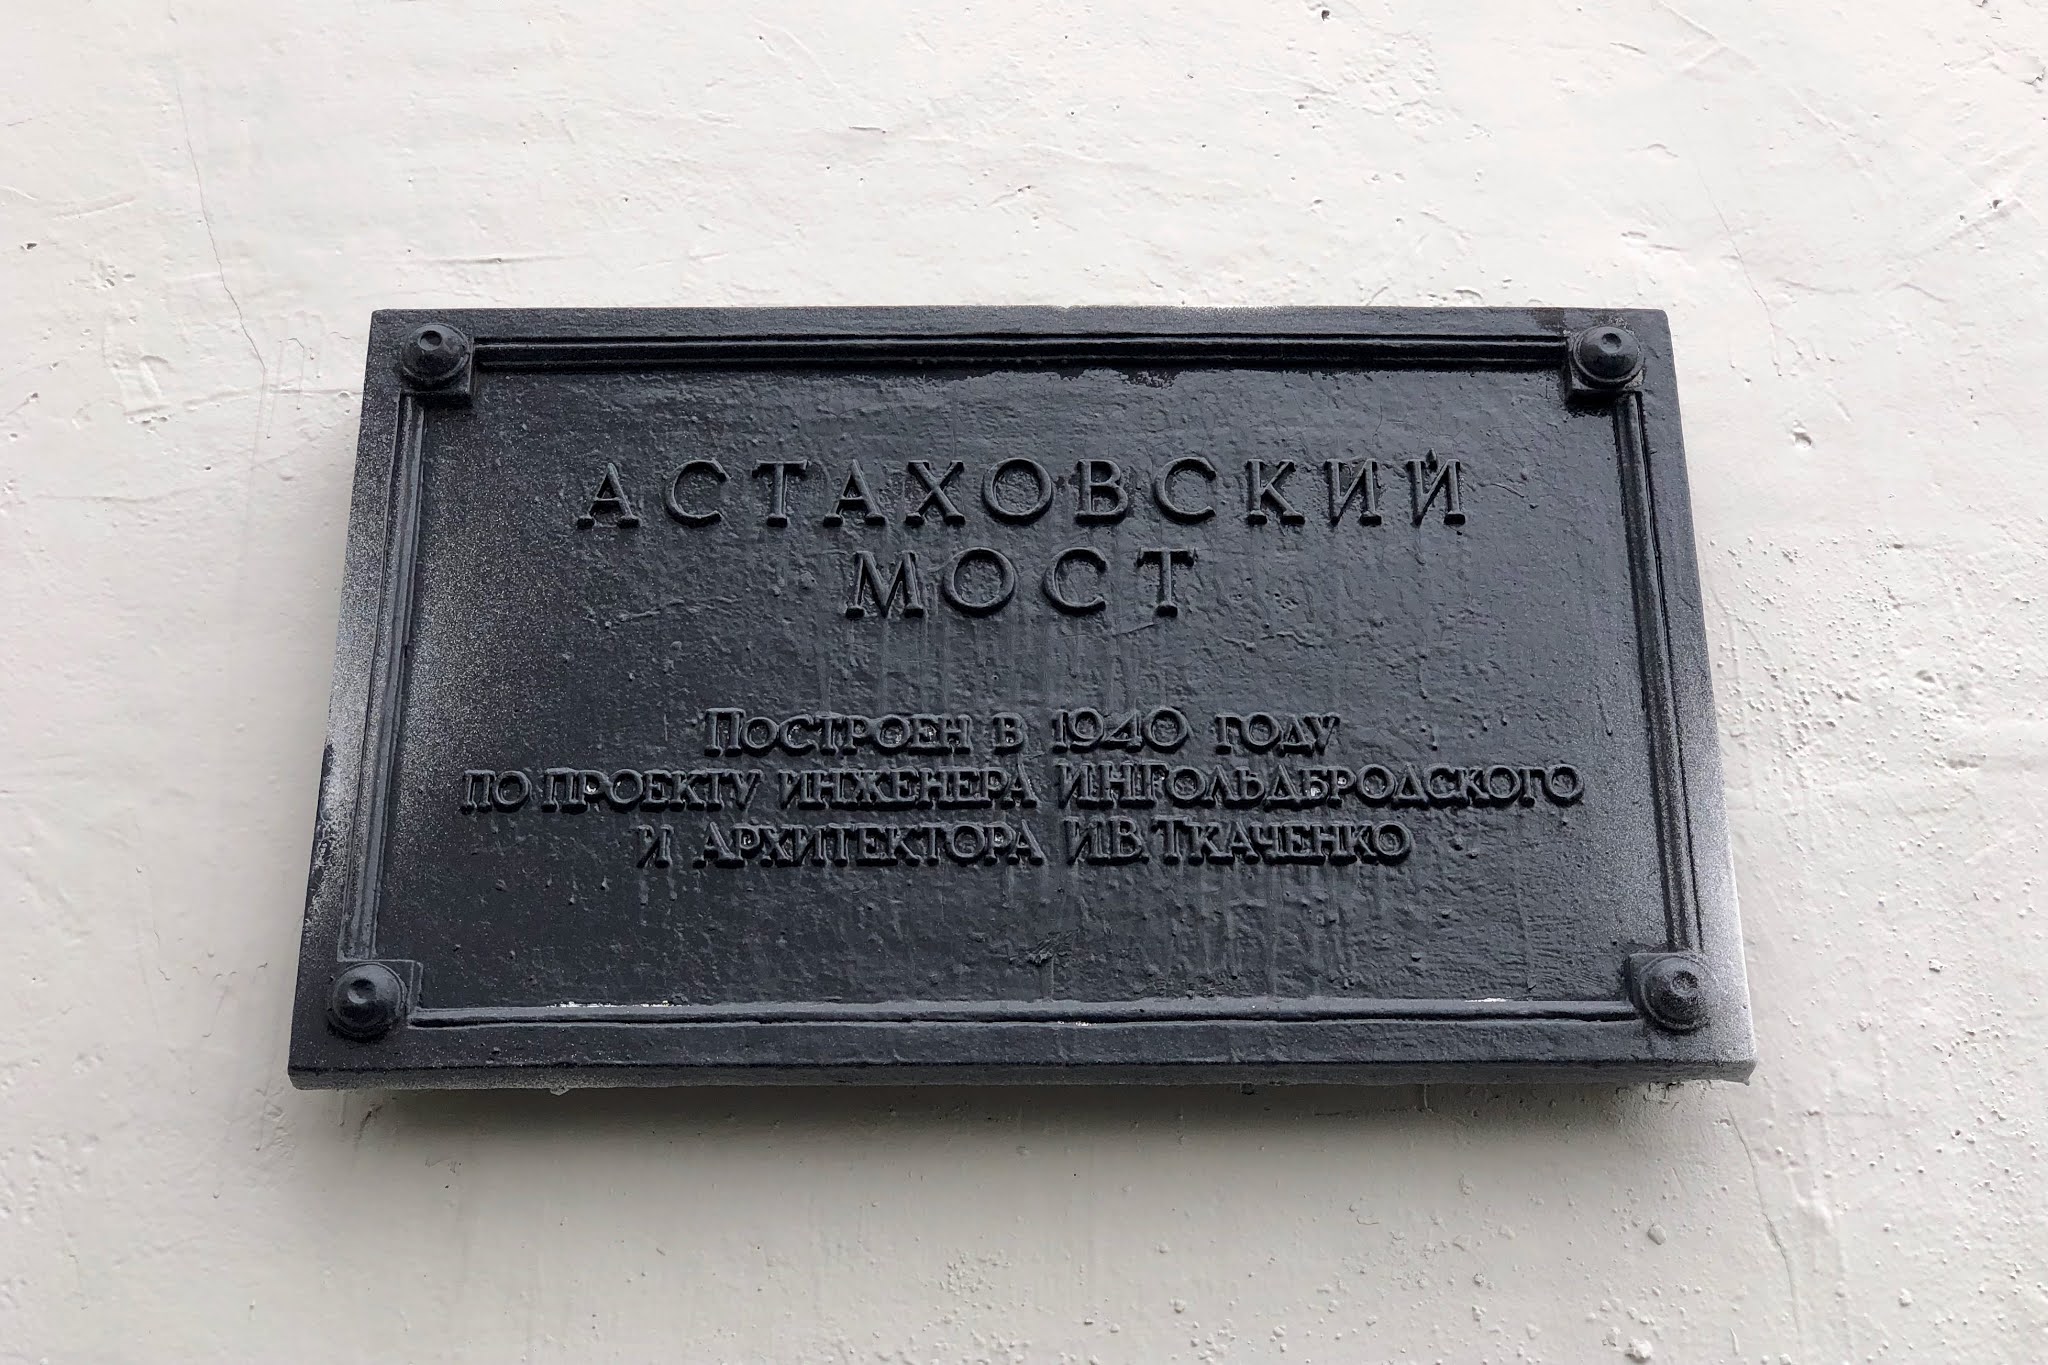 АСТАХОВСКИЙ
МОСТ
ПОСТРОЕН В 1940 ГОДУ
ПО ПРОЕКТУ ИНЖЕНЕРА И.Н.ГОЛЬДБРОДСКОГО
И АРХИТЕКТОРА И.В.ТКАЧЕНКО